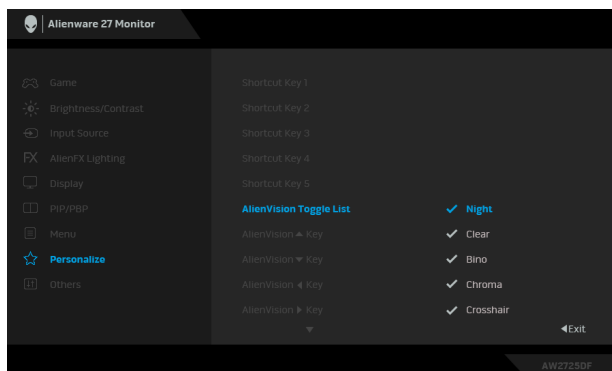 Alienware 27 Monitor
Game
Brightness/Contrast
Input Source
FX AlienFX Lighting
Display
PIP/PBP
Menu
Personalize
Others
Shortcut Key 1
Shortcut Key 2
Shortcut Key 3
Shortcut Key 4
Shortcut Key 5
AlienVision Toggle List
AlienVision ▲ Key
AlienVision ▼ Key
AlienVision ◀ Key
AlienVision ▶ Key
✓ Night
✓ Clear
✓ Bino
✓ Chroma
✓ Crosshair
◀Exit
AW2725DF